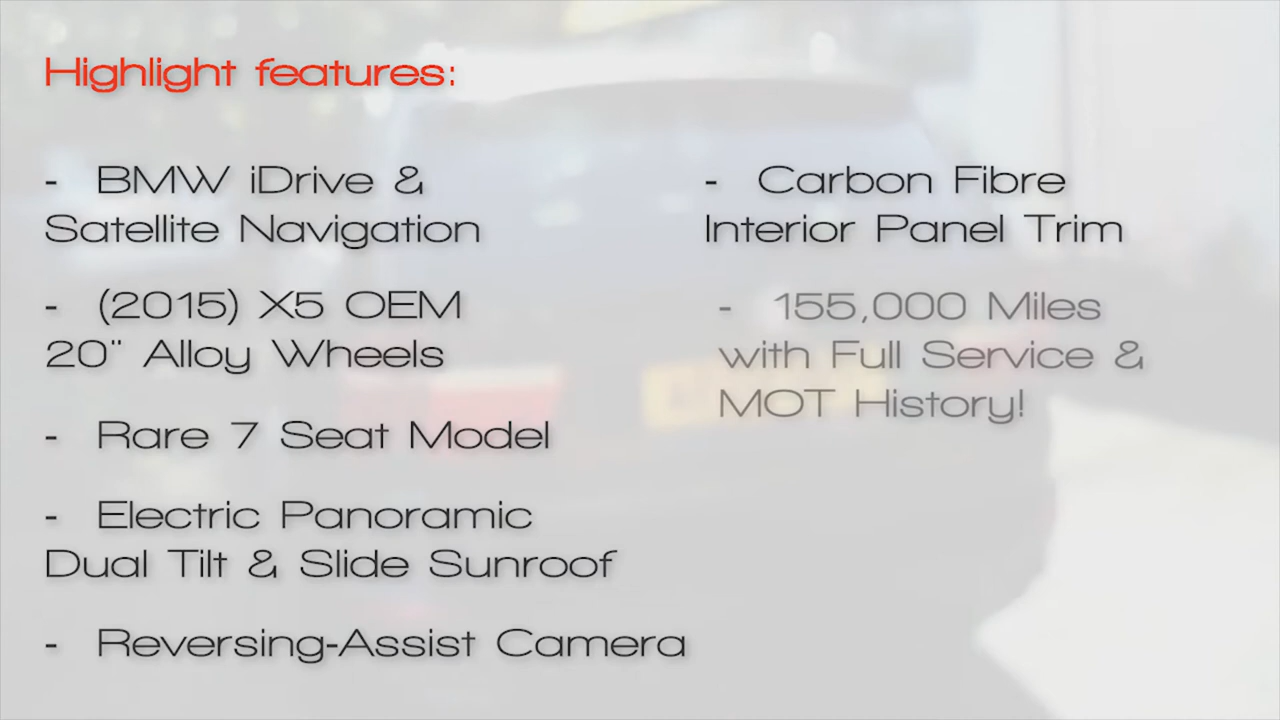 Highlight features:
- BMW iDrive &
Satellite Navigation
- (2015) X5 OEM
20" Alloy Wheels
- Rare 7 Seat Model
- Electric Panoramic
Dual Tilt & Slide Sunroof
- Reversing-Assist Camera
- Carbon Fibre
Interior Panel Trim
- 155,000 Miles
with Full Service &
MOT History!